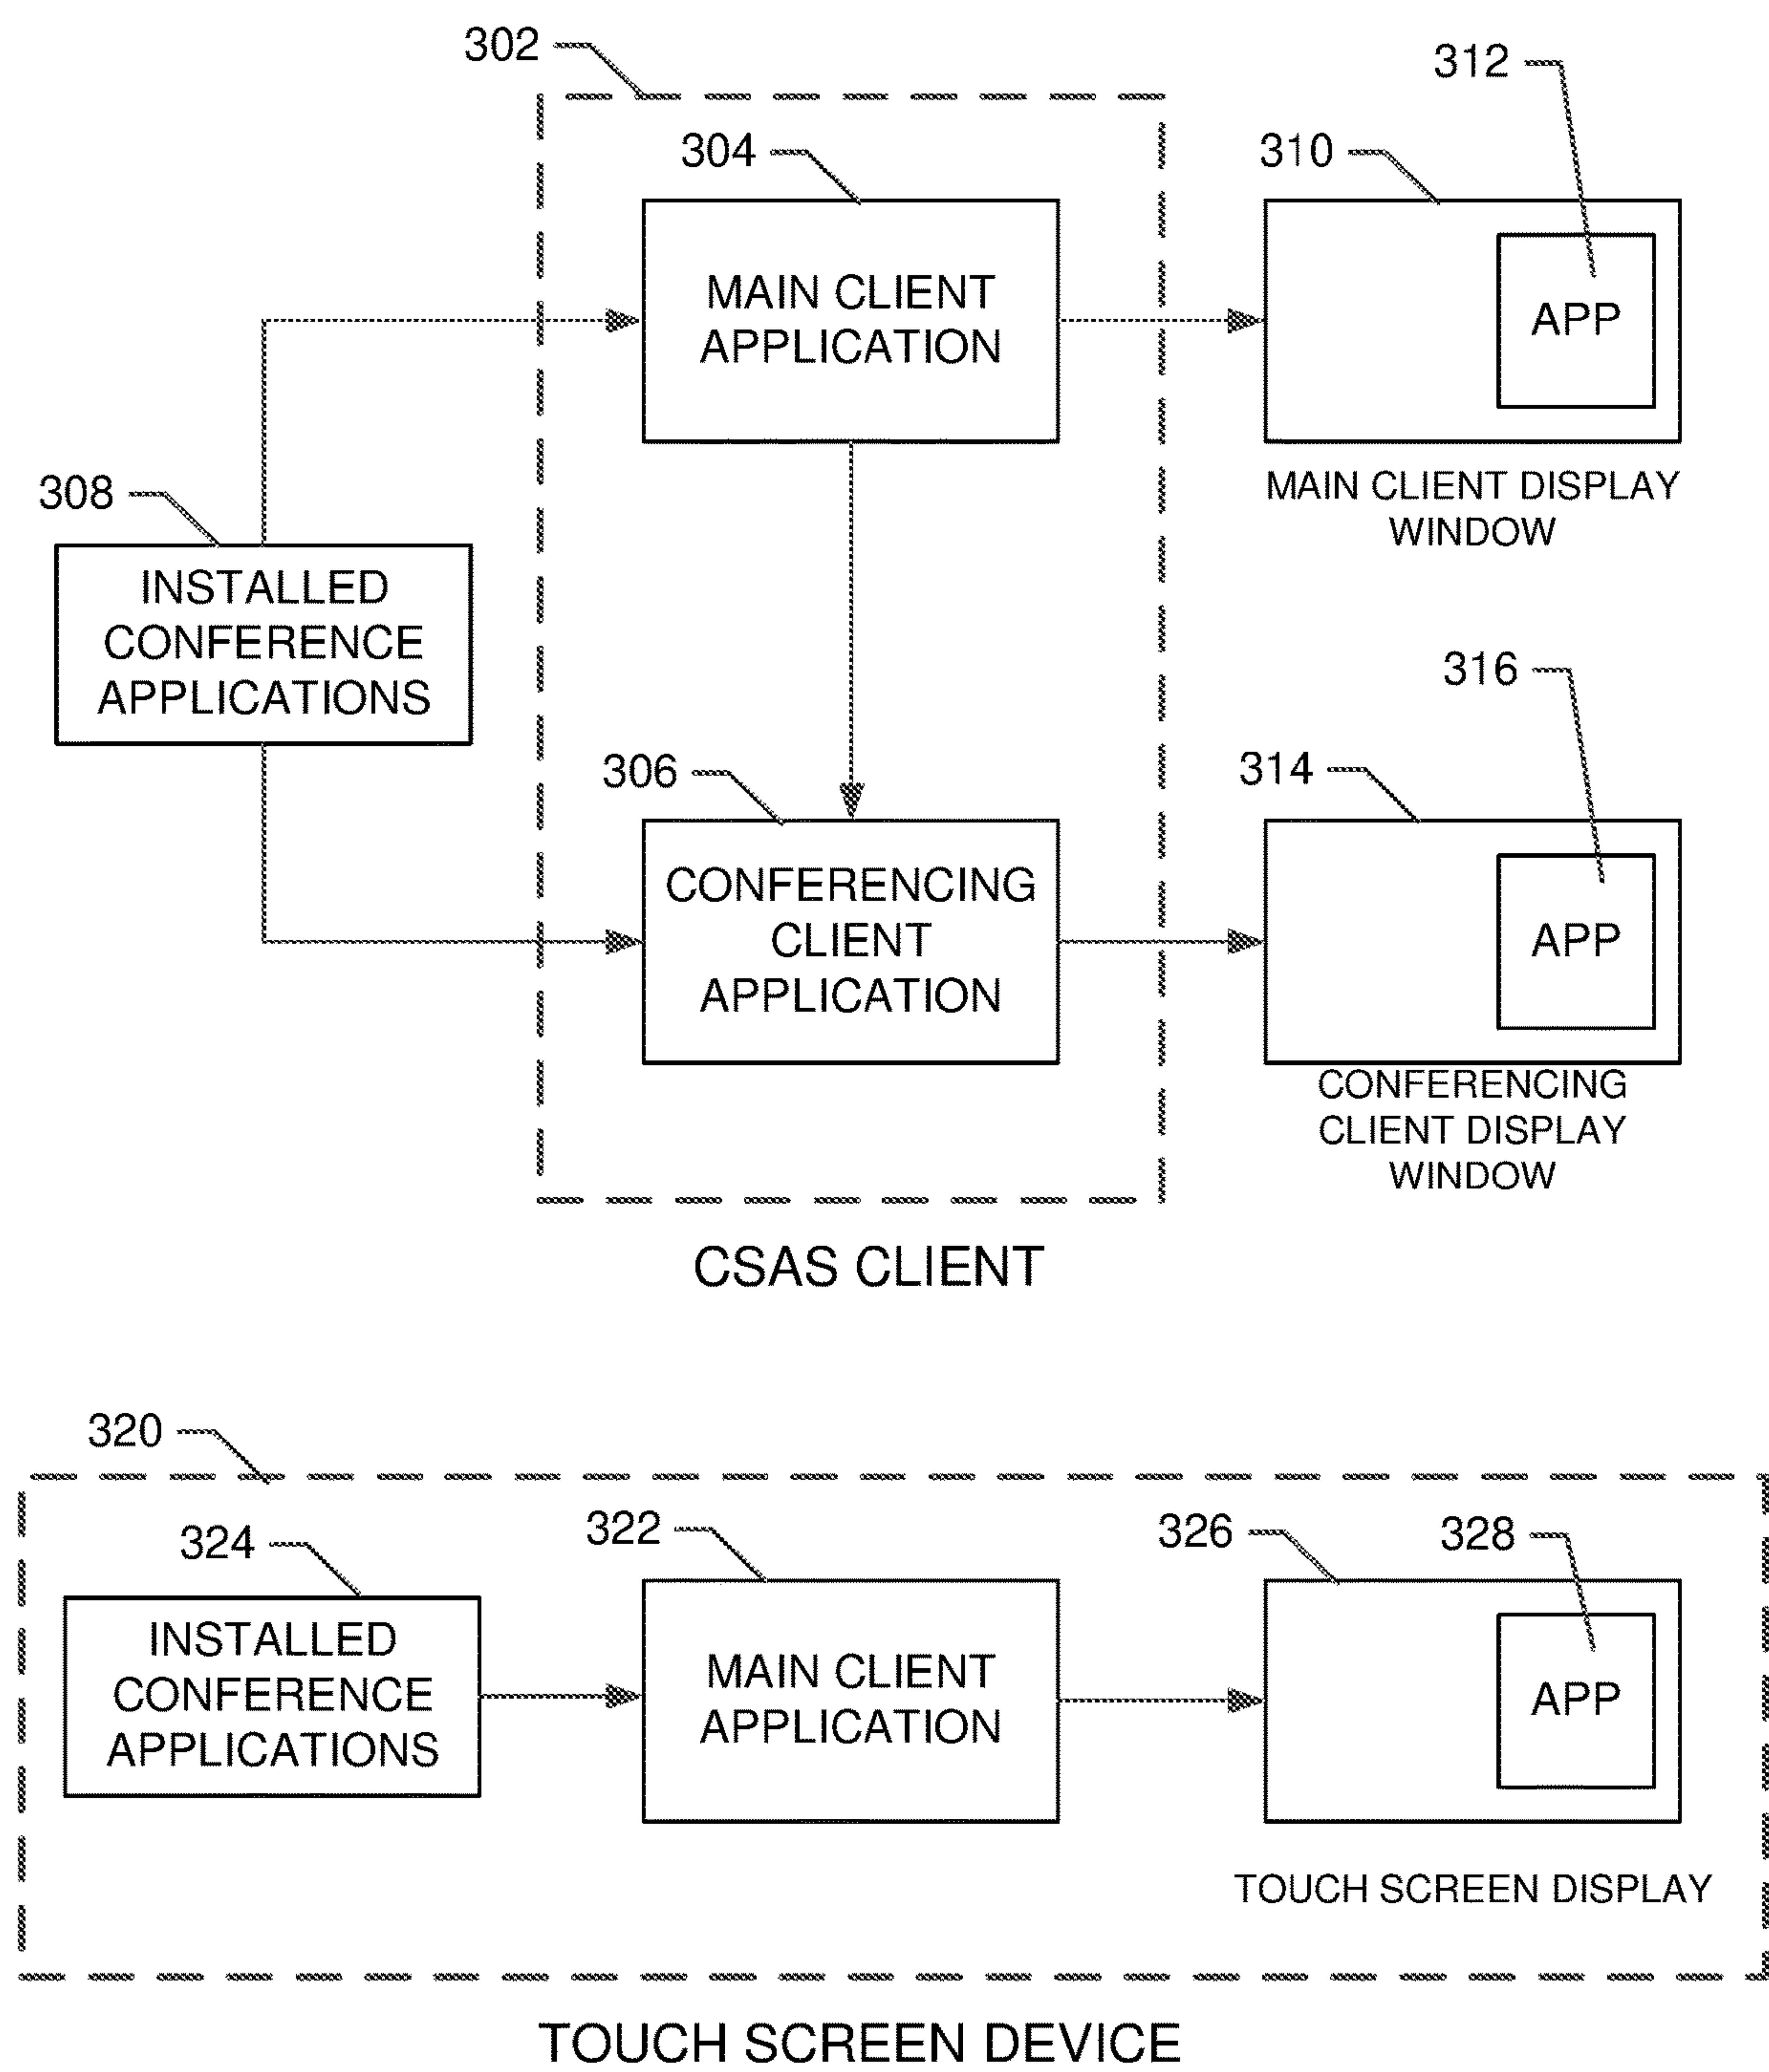 302
312
304
310
MAIN CLIENT
APPLICATION
APP
308
MAIN CLIENT DISPLAY
WINDOW
INSTALLED
CONFERENCE
APPLICATIONS
316
306
314
CONFERENCING
CLIENT
APPLICATION
APP
CONFERENCING
CLIENT DISPLAY
WINDOW
CSAS CLIENT
320
324
322
326
328
INSTALLED
CONFERENCE
APPLICATIONS
MAIN CLIENT
APPLICATION
APP
TOUCH SCREEN DISPLAY
TOUCH SCREEN DEVICE